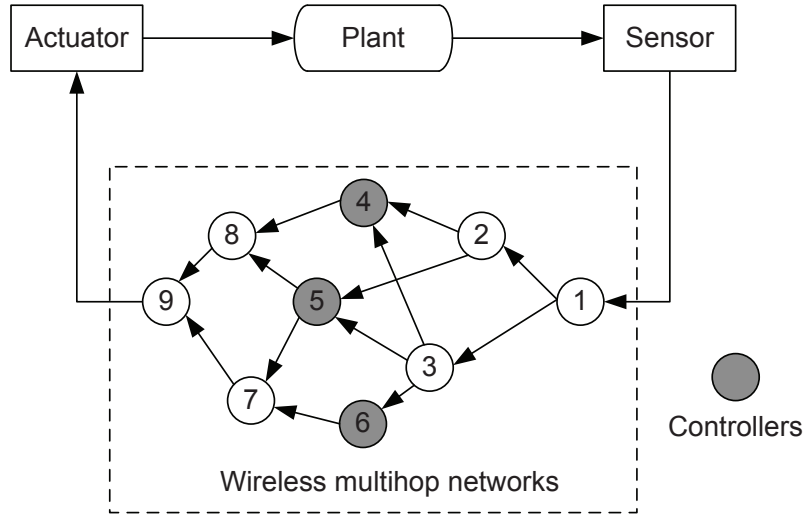 Actuator
Plant
Sensor
4
8
2
9
5
1
3
7
6
Controllers
Wireless multihop networks